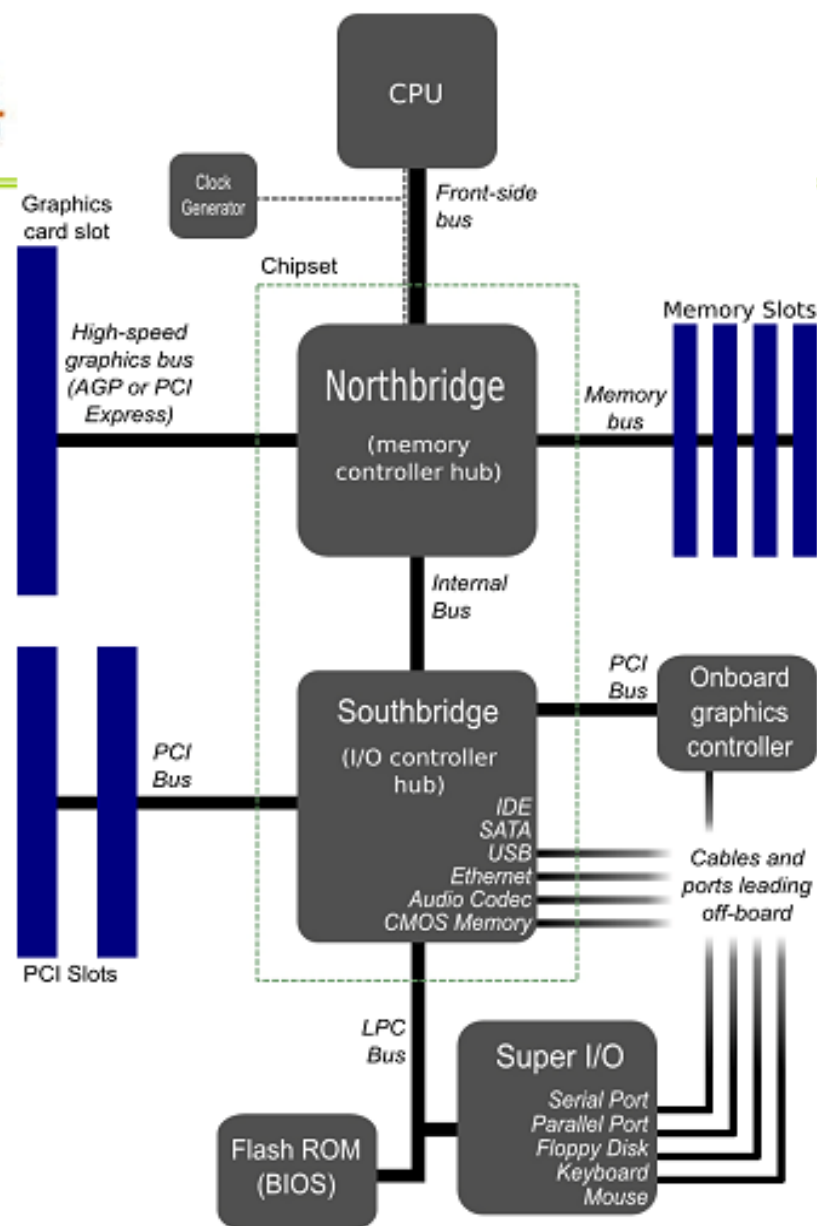 CPU
Clock
Generator
Front-side
bus
Graphics
card slot
Chipset
High-speed
graphics bus
(AGP or PCI
Express)
Northbridge
(memory
controller hub)
Memory Slots
Memory
bus
Internal
Bus
PCI
Bus
Onboard
graphics
controller
Southbridge
(I/O controller
hub)
PCI
Bus
IDE
SATA
USB
Ethernet
Audio Codec
CMOS Memory
Cables and
ports leading
off-board
PCI Slots
LPC
Bus
Super I/O
Serial Port
Parallel Port
Floppy Disk
Keyboard
Mouse
Flash ROM
(BIOS)